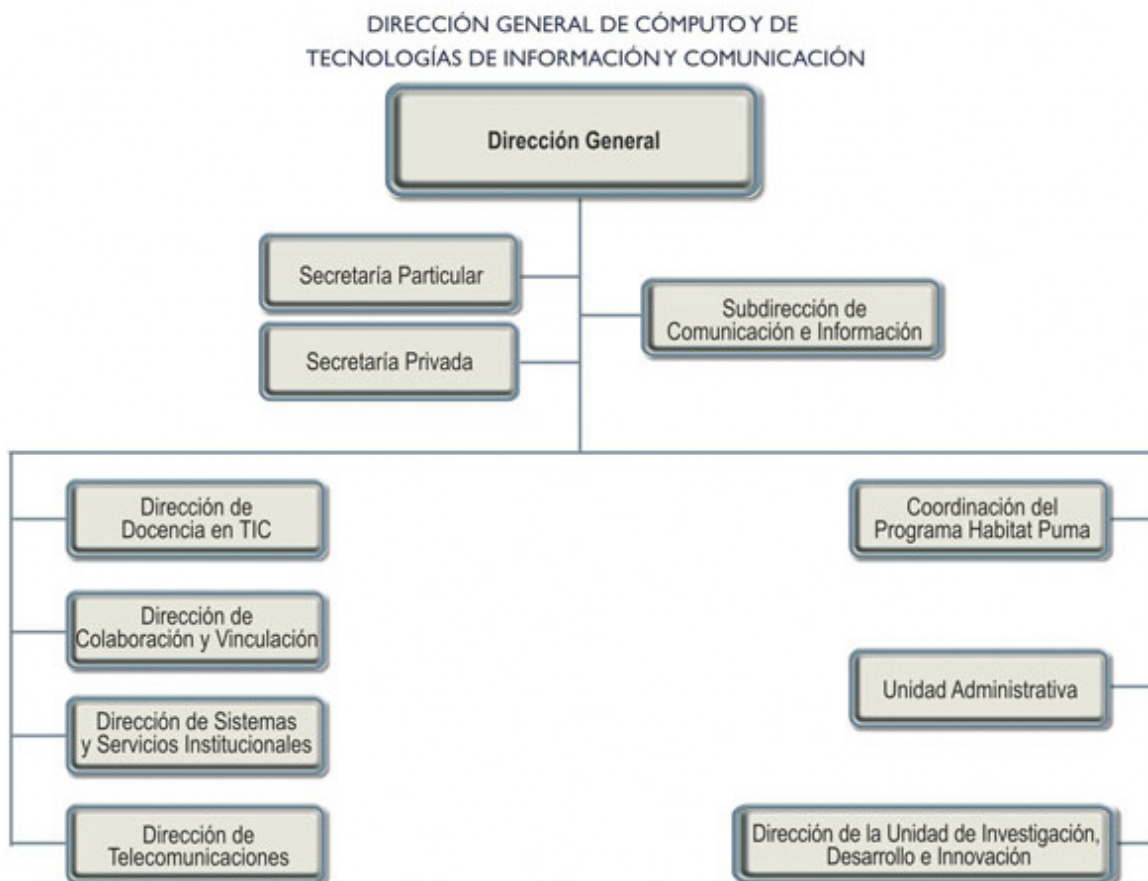 DIRECCIÓN GENERAL DE CÓMPUTO Y DE
TECNOLOGÍAS DE INFORMACIÓN Y COMUNICACIÓN
Dirección General
Secretaría Particular
Subdirección de
Comunicación e Información
Secretaría Privada
Dirección de
Docencia en TIC
Coordinación del
Programa Habitat Puma
Dirección de
Colaboración y Vinculación
Unidad Administrativa
Dirección de Sistemas
y Servicios Institucionales
Dirección de
Telecomunicaciones
Dirección de la Unidad de Investigación,
Desarrollo e Innovación